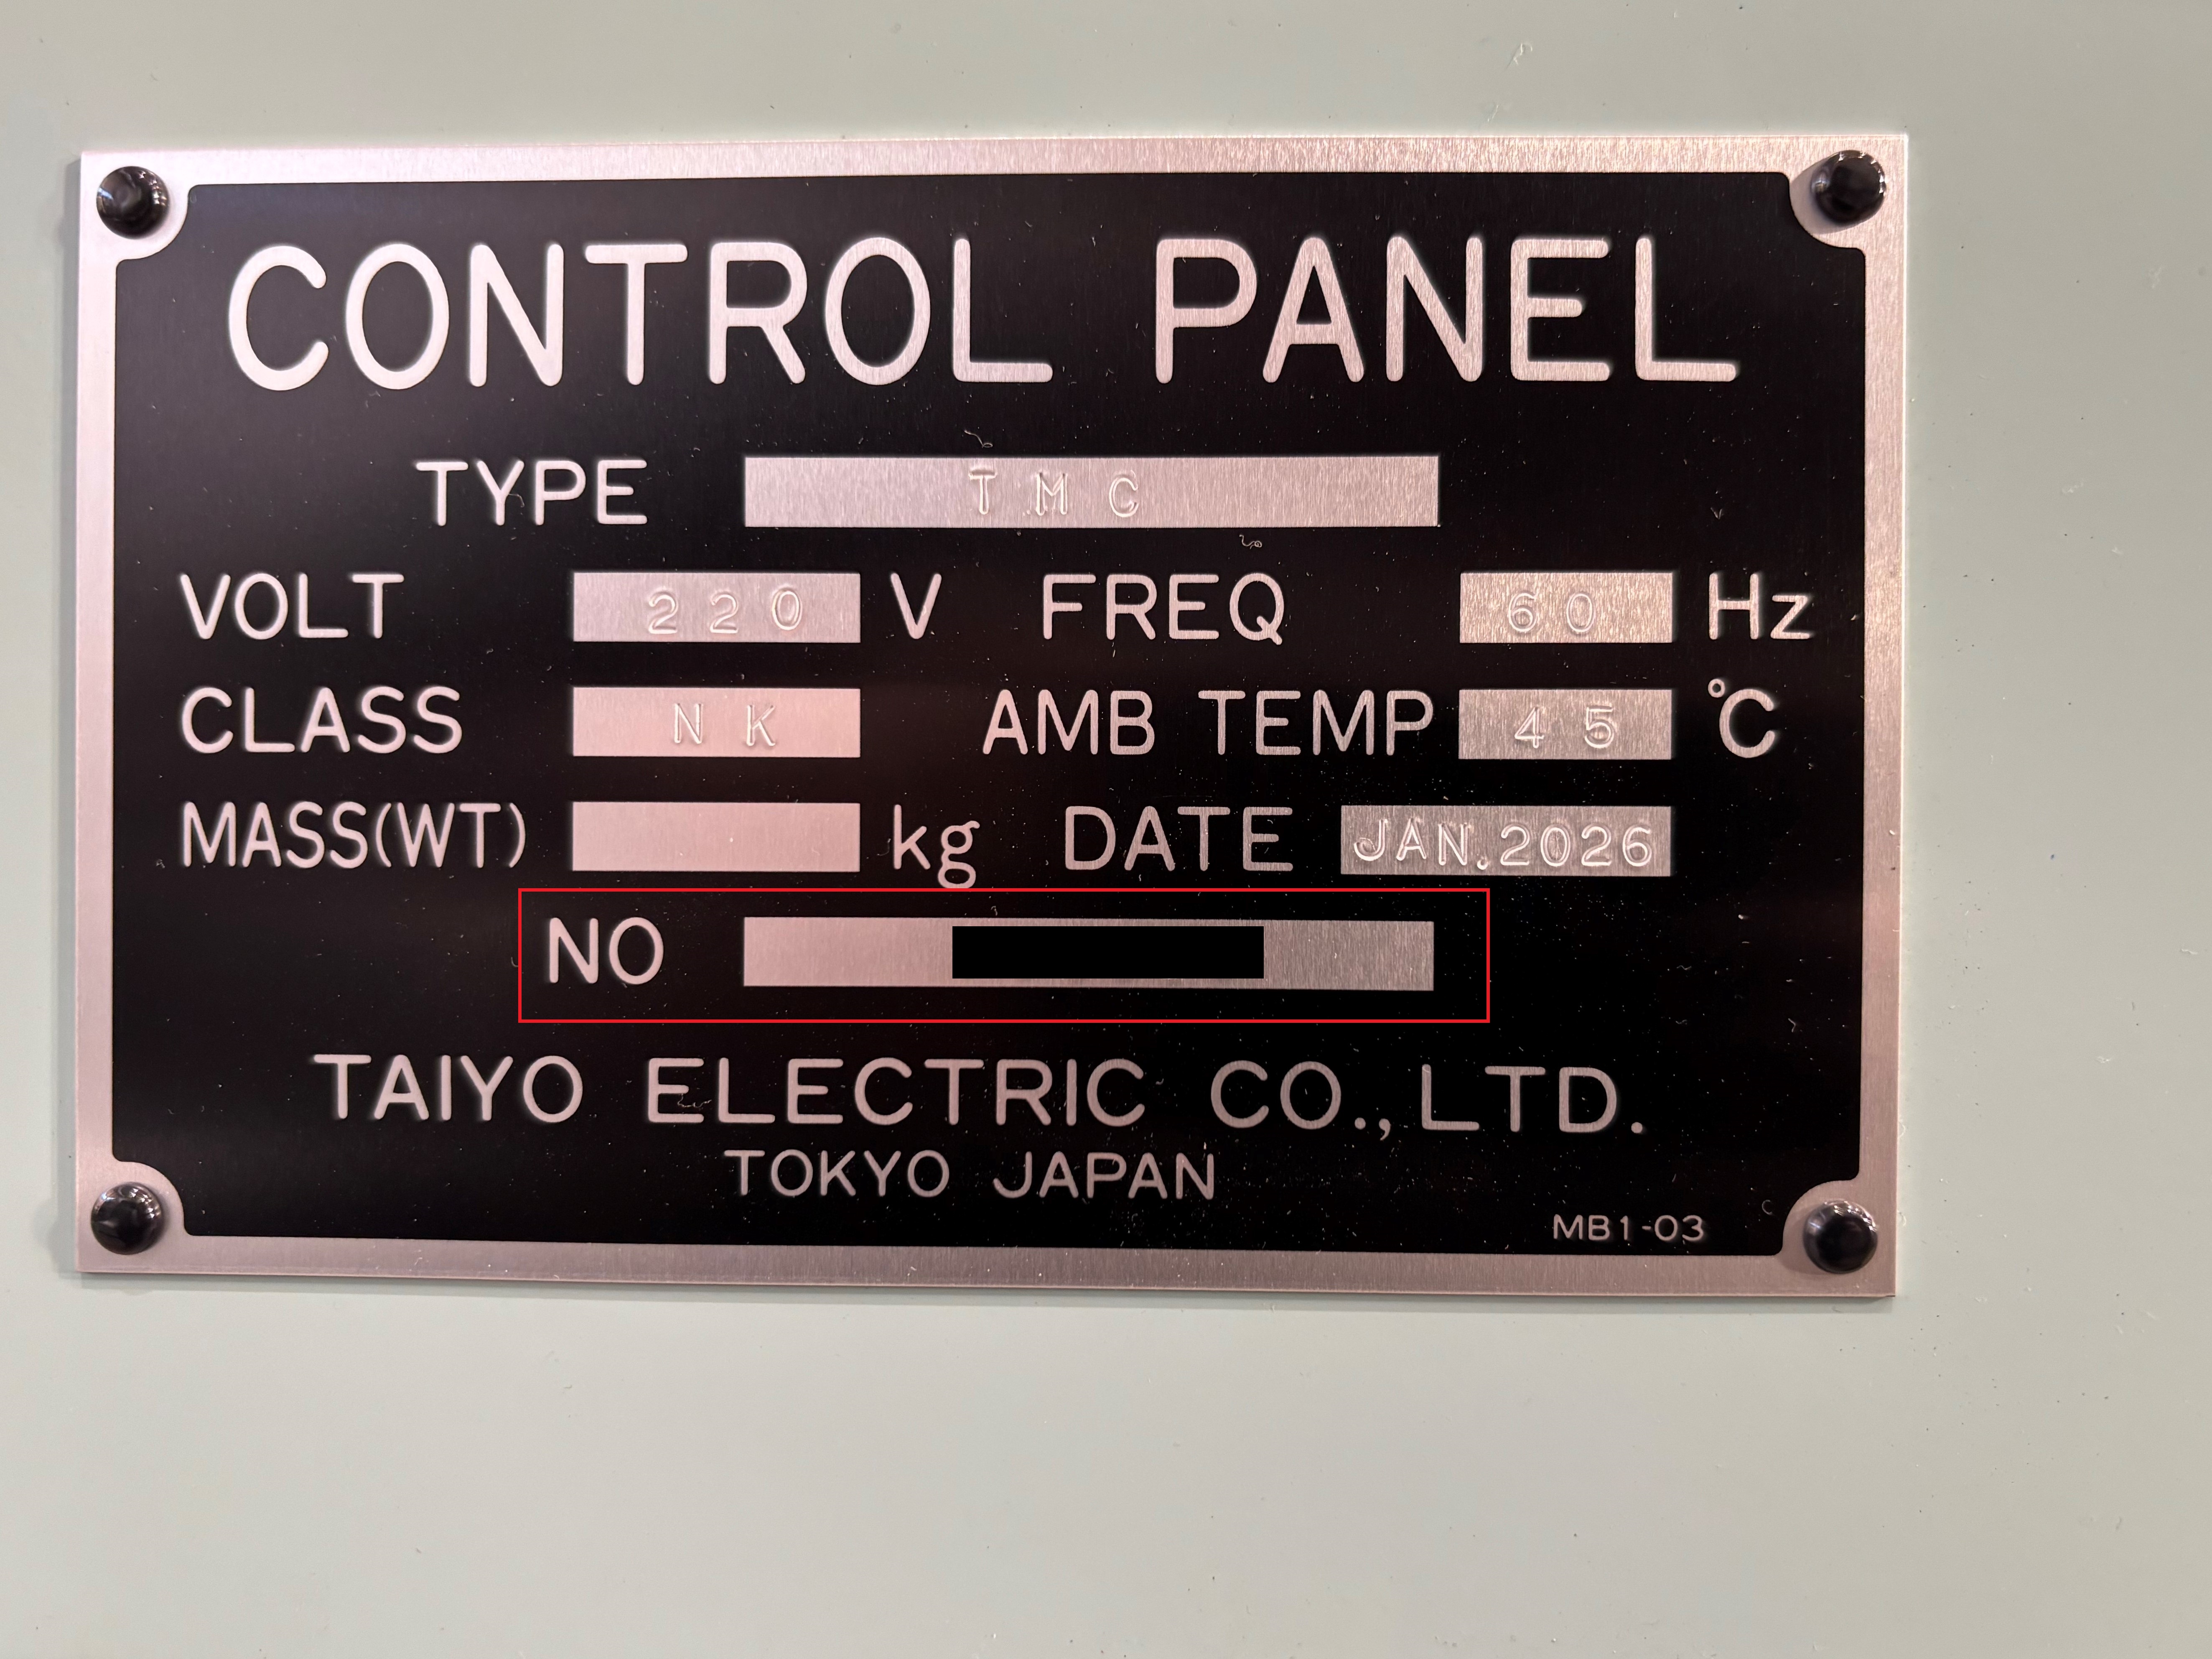 CONTROL PANEL
TYPE TMC
VOLT 220 V FREQ 60 Hz
CLASS NK AMB TEMP 45 °C
MASS(WT) kg DATE JAN.2026
NO
TAIYO ELECTRIC CO.,LTD.
TOKYO JAPAN
MB1-03